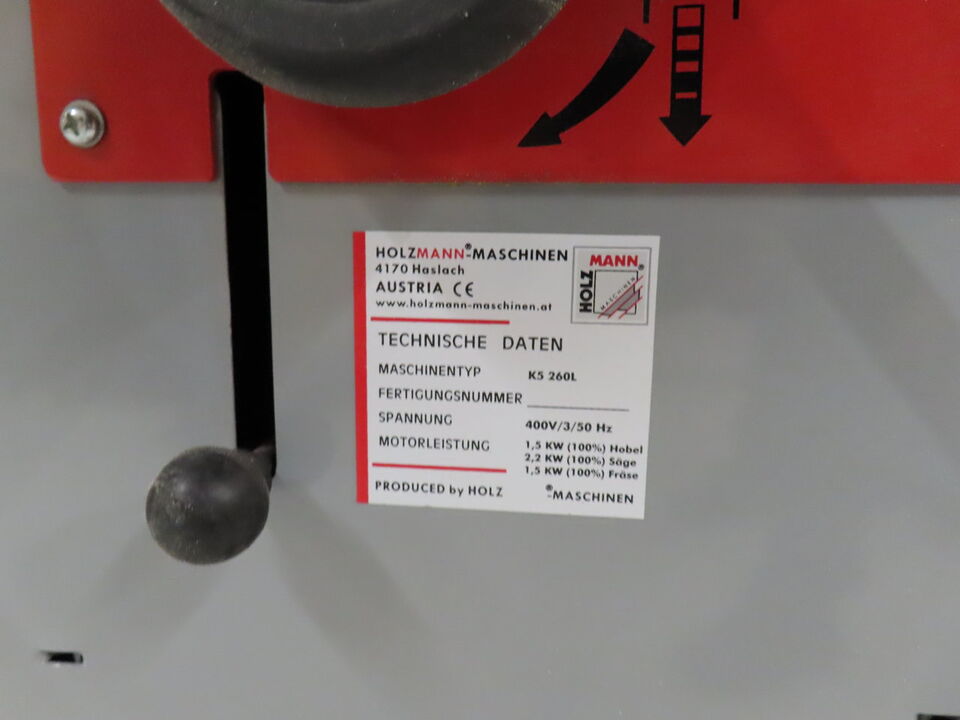 HOLZMANN®-MASCHINEN
4170 Haslach
AUSTRIA CE
www.holzmann-maschinen.at
HOLZ MANN®
MASCHINEN
TECHNISCHE DATEN
MASCHINENTYP K5 260L
FERTIGUNGSNUMMER
SPANNUNG 400V/3/50 Hz
MOTORLEISTUNG 1,5 KW (100%) Hobel
2,2 KW (100%) Säge
1,5 KW (100%) Fräse
PRODUCED by HOLZ ®-MASCHINEN